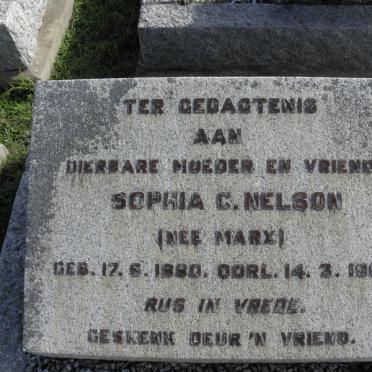 TER GEDAGTENIS
AAN
DIERBARE MOEDER EN VRIEND
SOPHIA C. NELSON
(NEE MARX)
GEB. 17. 6. 1880. OORL. 14. 3.
RUS IN VREDE.
GESKENK DEUR 'N VRIEND.